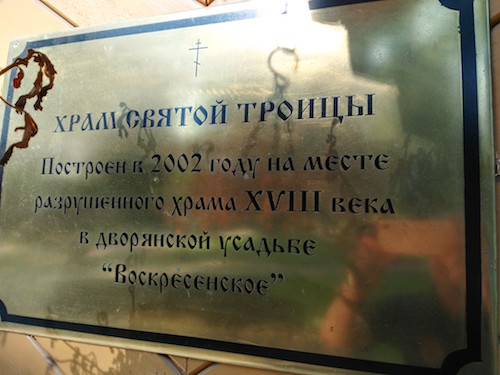 ХРАМ СВЯТОЙ ТРОИЦЫ
Построен в 2002 году на месте
разрушенного храма XVIII века
в дворянской усадьбе
“Воскресенское”